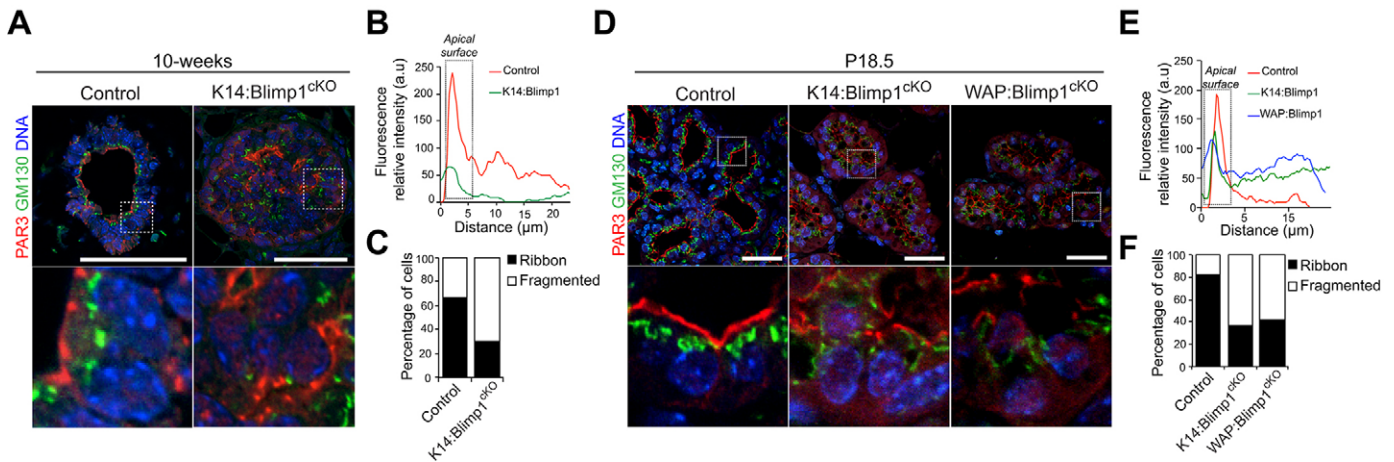 A
10-weeks
Control
K14:Blimp1cKO
PAR3 GM130 DNA
B
Apical
surface
Fluorescence
relative intensity (a.u)
250
200
150
100
50
0
Control
K14:Blimp1
0 5 10 15 20
Distance (µm)
C
Percentage of cells
100
80
60
40
20
0
Ribbon
Fragmented
Control
K14:Blimp1cKO
D
P18.5
Control
K14:Blimp1cKO
WAP:Blimp1cKO
PAR3 GM130 DNA
E
Apical
surface
Fluorescence
relative intensity (a.u)
250
200
150
100
50
0
Control
K14:Blimp1
WAP:Blimp1
0 5 15
Distance (µm)
F
Percentage of cells
100
80
60
40
20
0
Ribbon
Fragmented
Control
K14:Blimp1cKO
WAP:Blimp1cKO